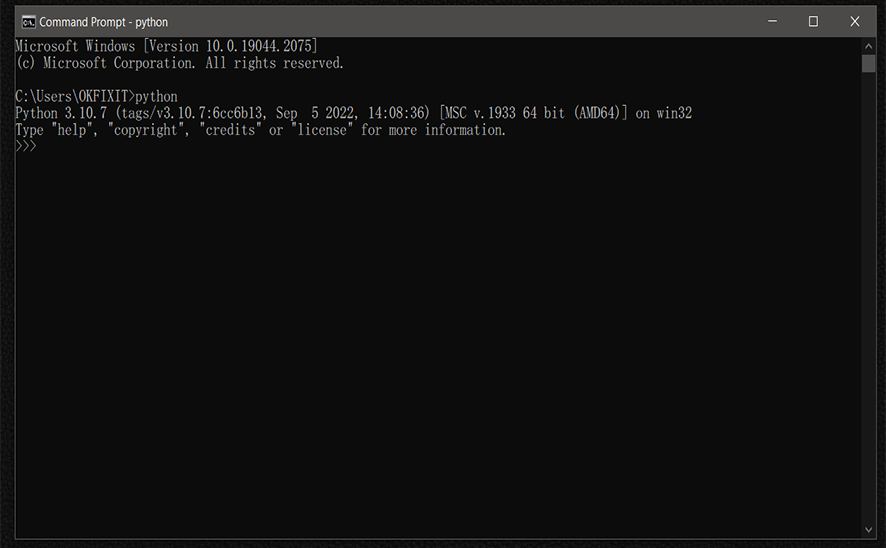 Command Prompt - python
Microsoft Windows [Version 10.0.19044.2075]
(c) Microsoft Corporation. All rights reserved.
C:\Users\OKFIXIT>python
Python 3.10.7 (tags/v3.10.7:6cc6b13, Sep  5 2022, 14:08:36) [MSC v.1933 64 bit (AMD64)] on win32
Type "help", "copyright", "credits" or "license" for more information.
>>>